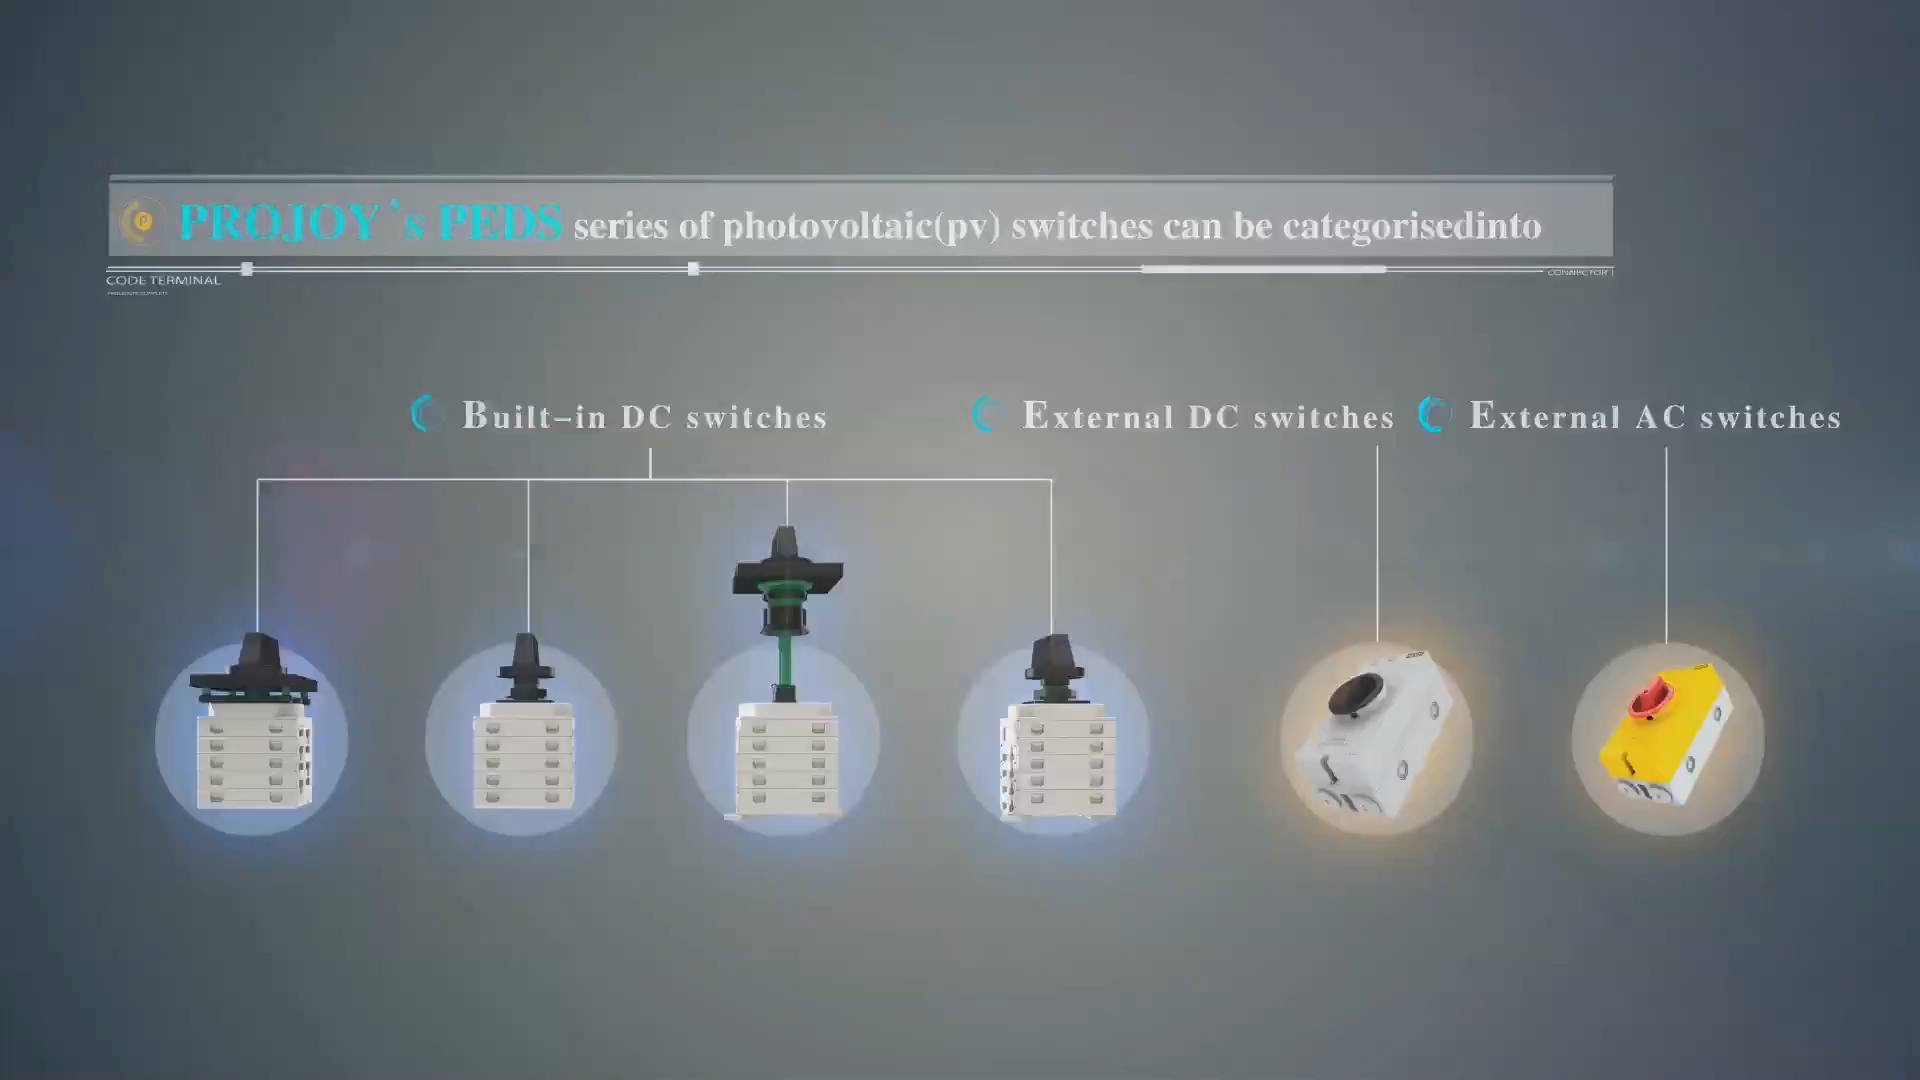 PROJOY's PEDS series of photovoltaic(pv) switches can be categorisedinto
CODE TERMINAL
CONNECTOR
Built-in DC switches
External DC switches
External AC switches